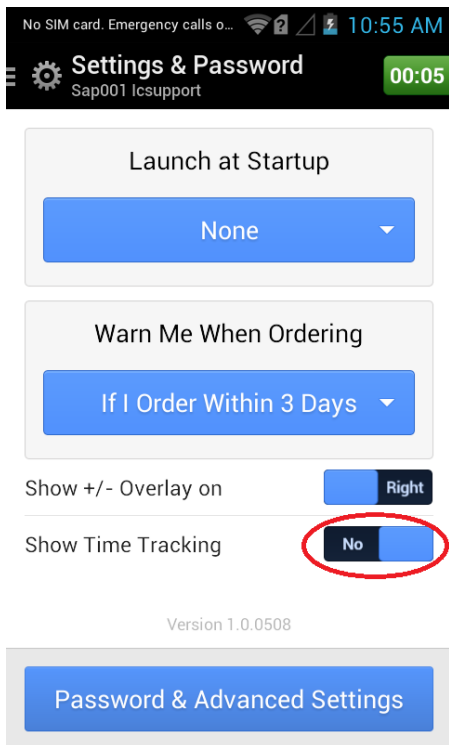 No SIM card. Emergency calls o... 10:55 AM
Settings & Password
Sap001 Icsupport
00:05
Launch at Startup
None
Warn Me When Ordering
If I Order Within 3 Days
Show +/- Overlay on Right
Show Time Tracking No
Version 1.0.0508
Password & Advanced Settings